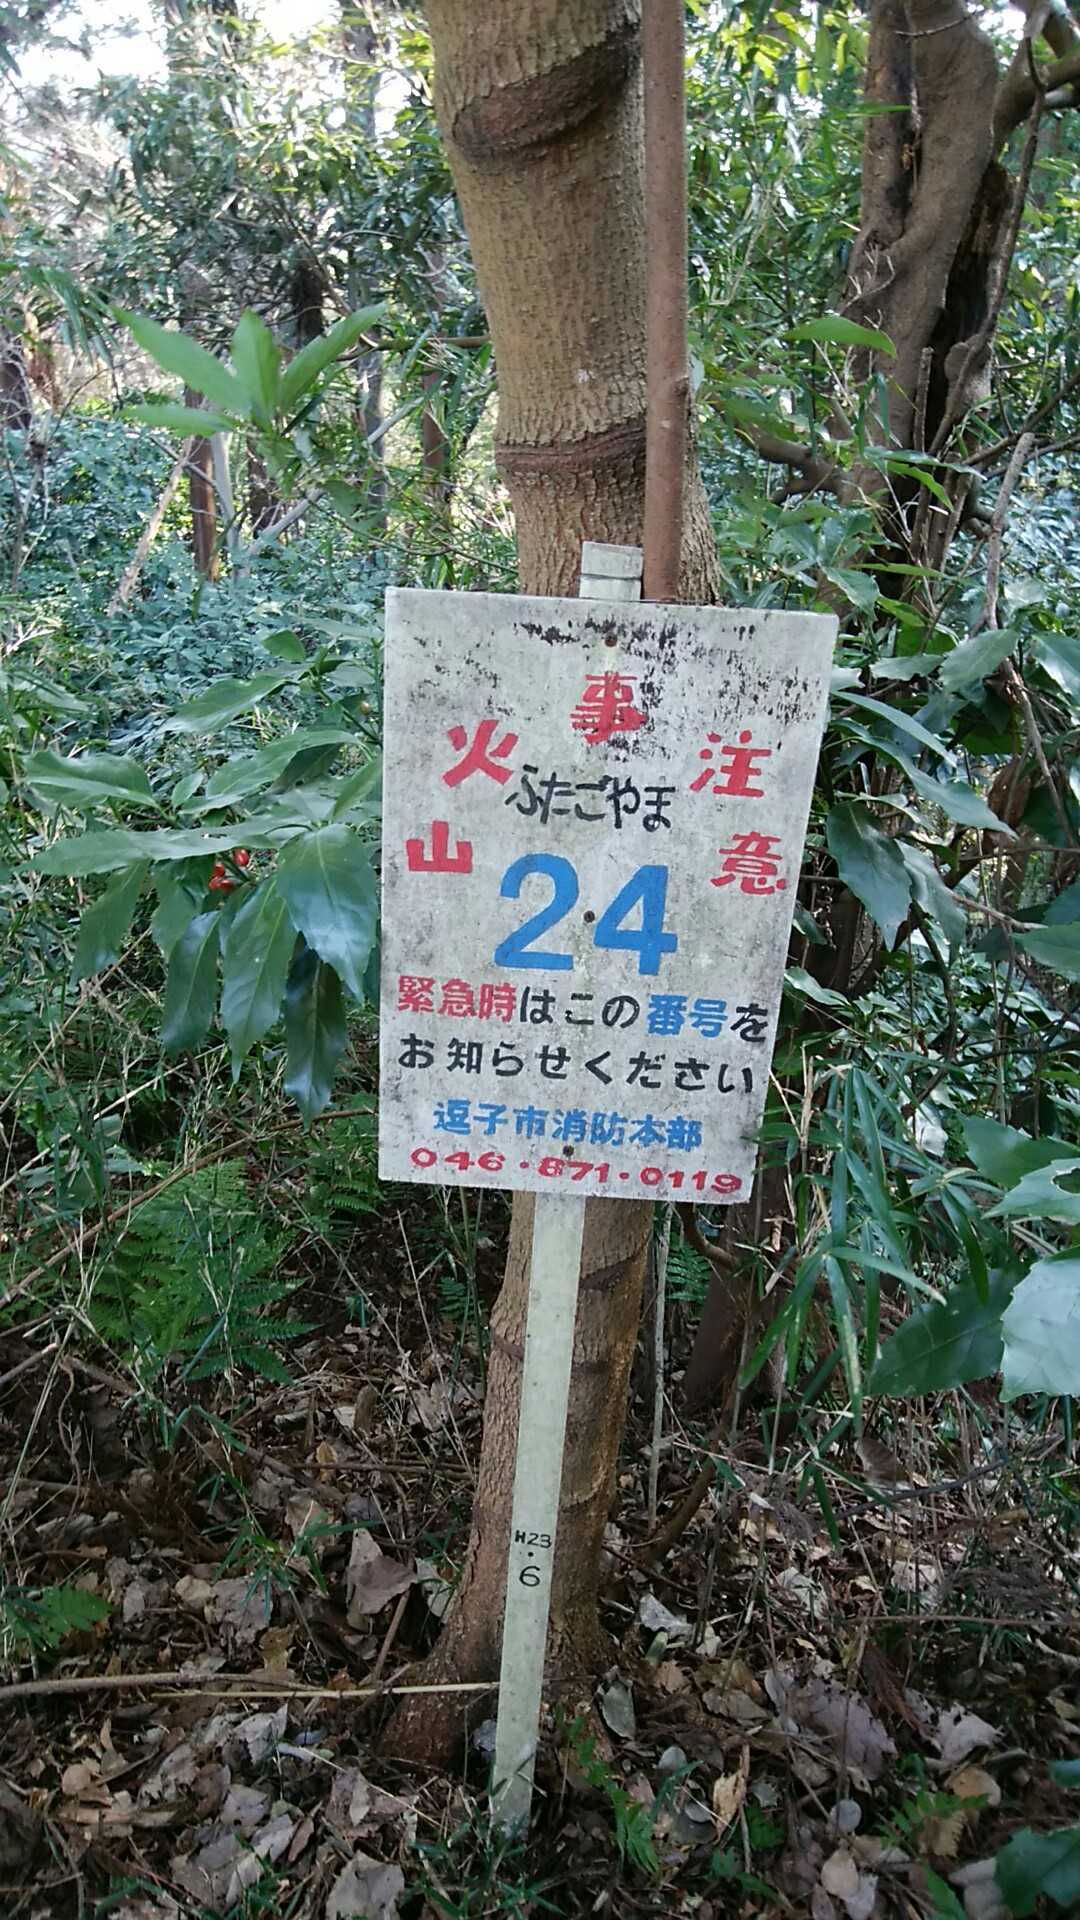 山火事注意
ふたごやま
24
緊急時はこの番号を
お知らせください
逗子市消防本部
046・871・0119
H23
・
6